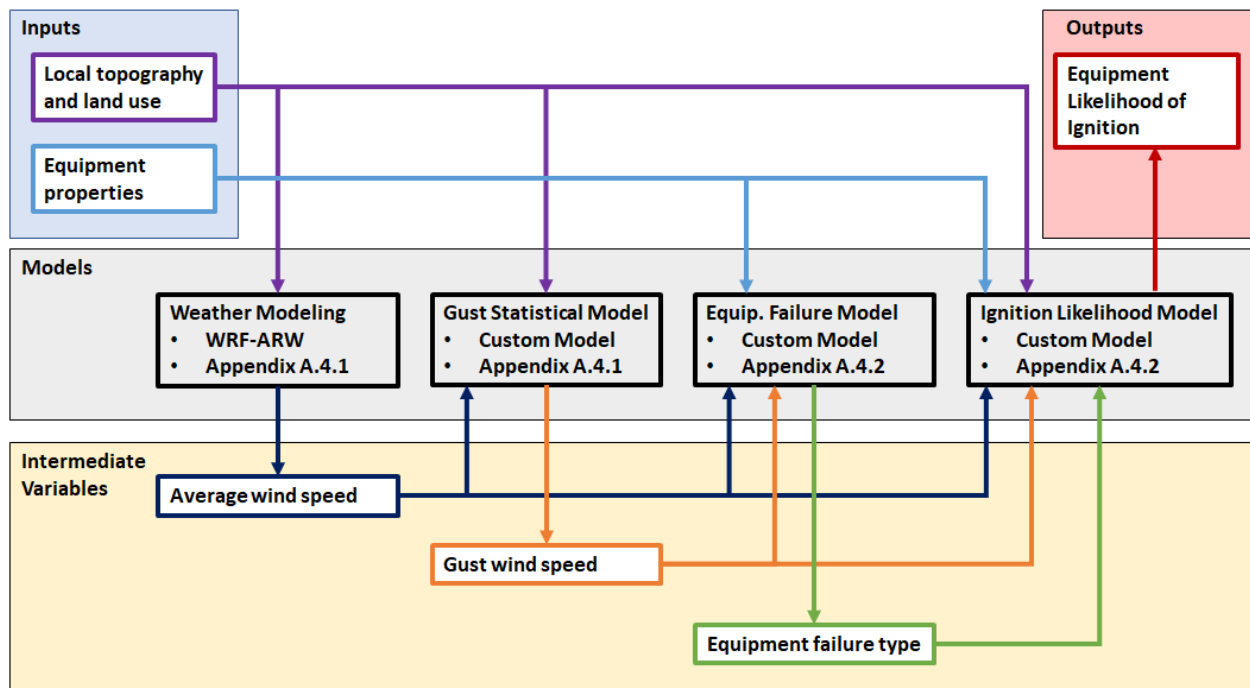 Inputs
Local topography
and land use
Equipment
properties
Outputs
Equipment
Likelihood of
Ignition
Models
Weather Modeling
• WRF-ARW
• Appendix A.4.1
Gust Statistical Model
• Custom Model
• Appendix A.4.1
Equip. Failure Model
• Custom Model
• Appendix A.4.2
Ignition Likelihood Model
• Custom Model
• Appendix A.4.2
Intermediate
Variables
Average wind speed
Gust wind speed
Equipment failure type